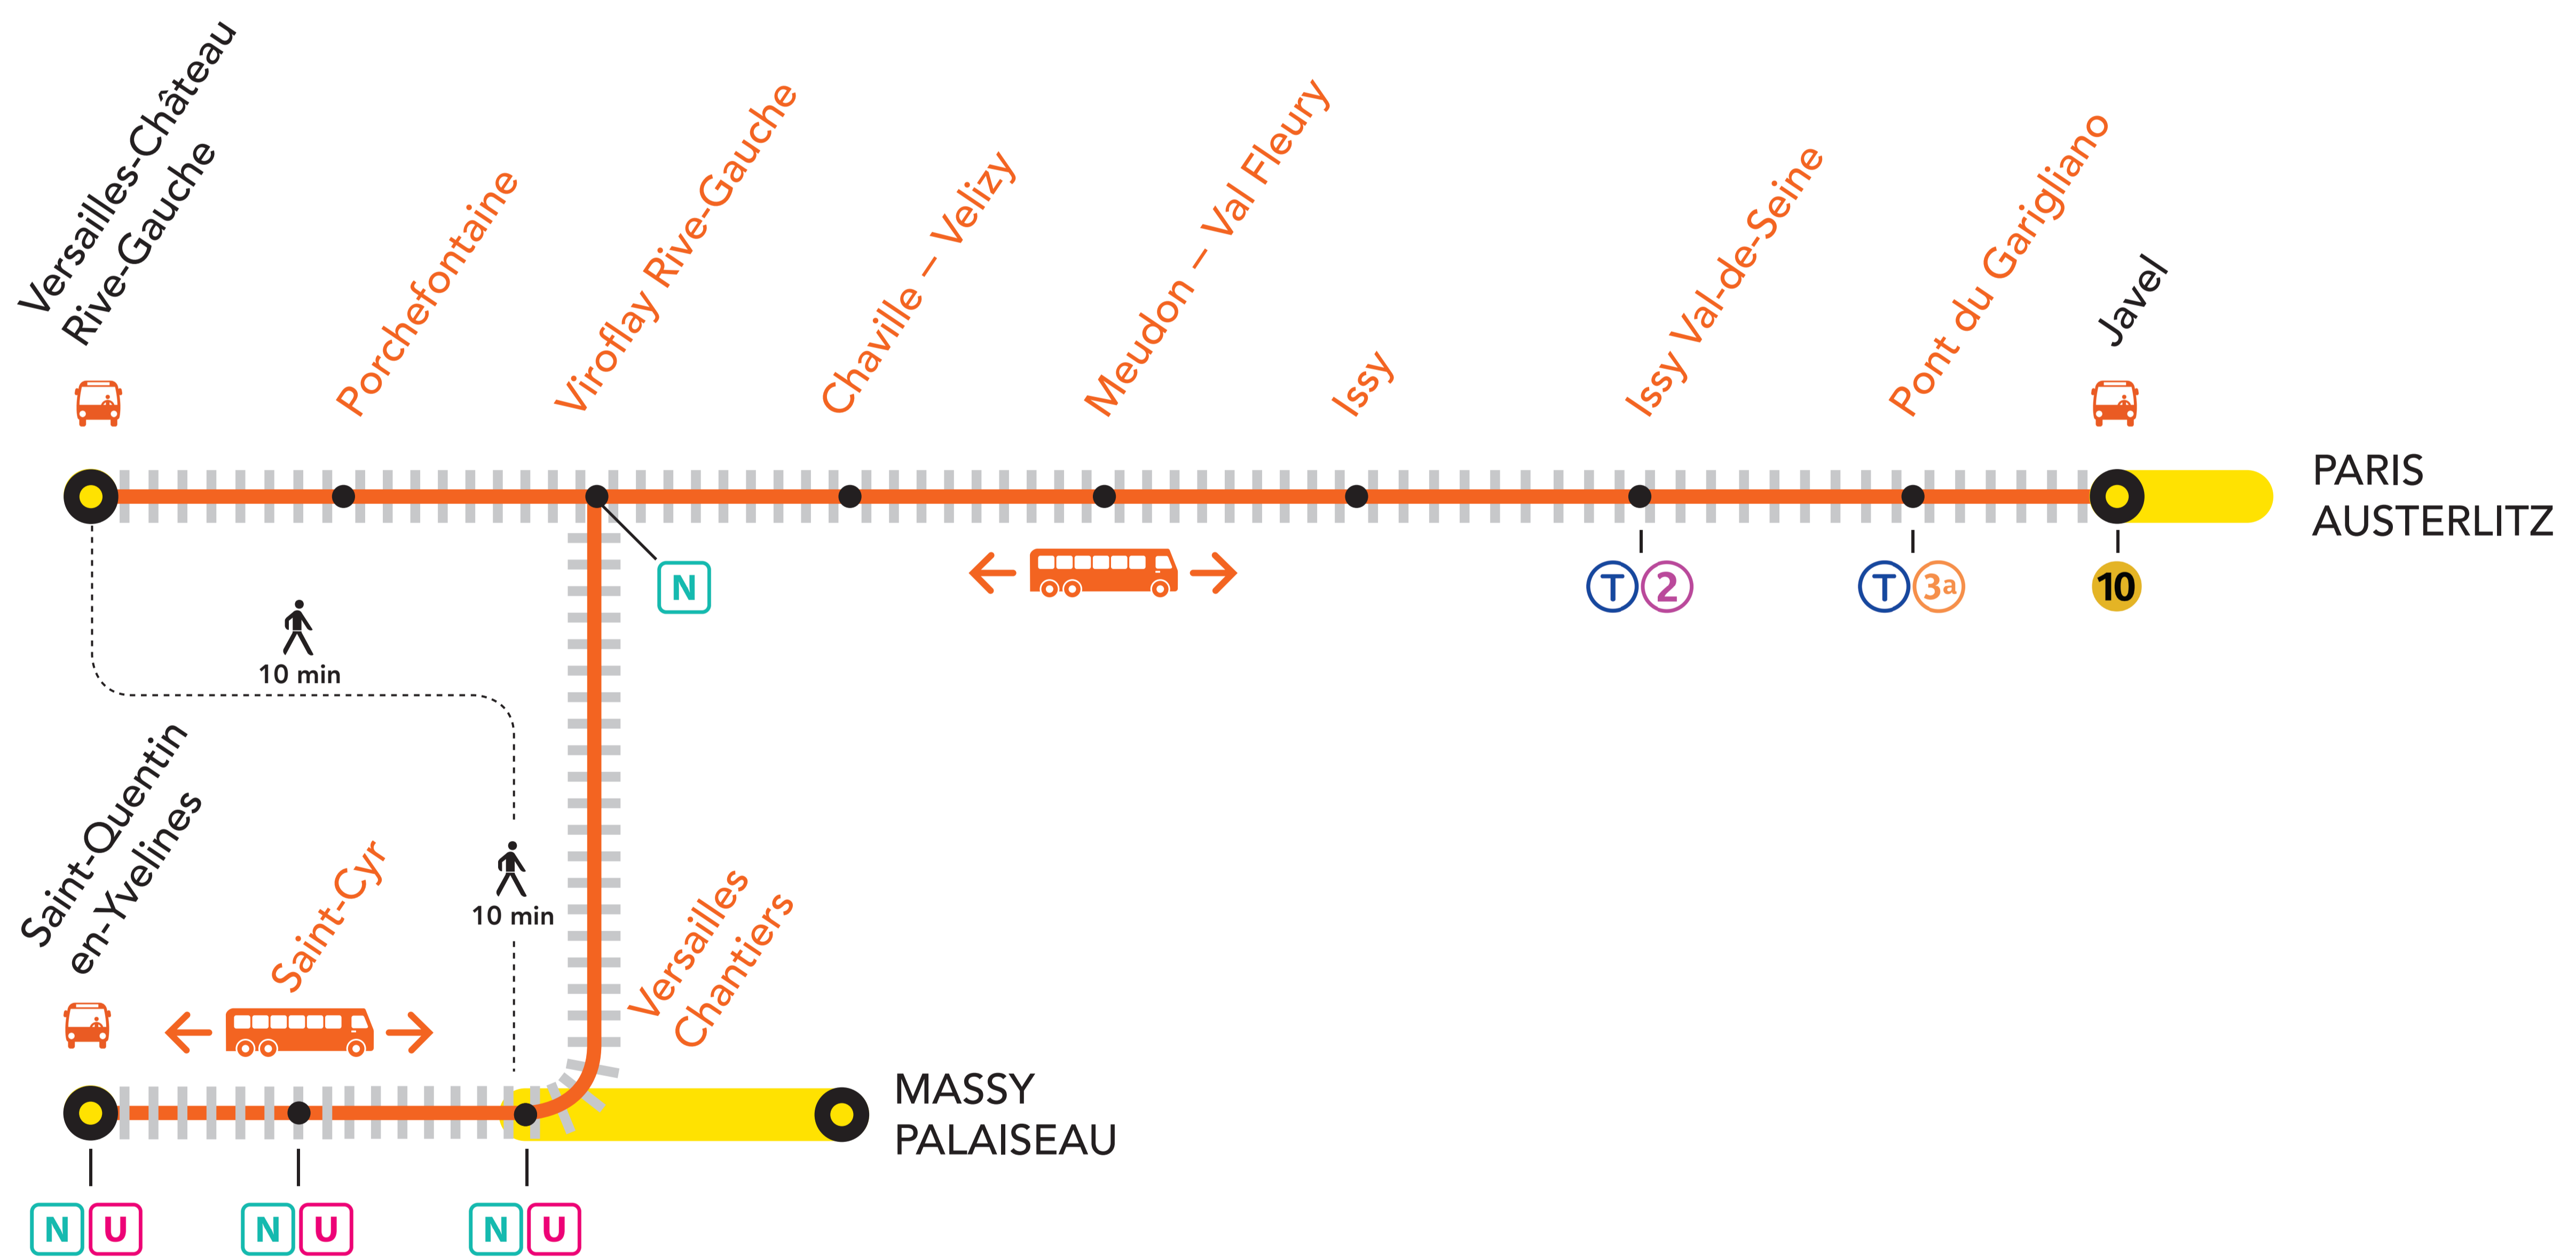 Versailles-Château
Rive-Gauche
Porchefontaine
Viroflay Rive-Gauche
Chaville – Velizy
Meudon – Val Fleury
Issy
Issy Val-de-Seine
Pont du Garigliano
Javel
PARIS
AUSTERLITZ
N
T 2
T 3a
10
10 min
Saint-Quentin
en-Yvelines
Saint-Cyr
10 min
Versailles
Chantiers
MASSY
PALAISEAU
N U
N U
N U